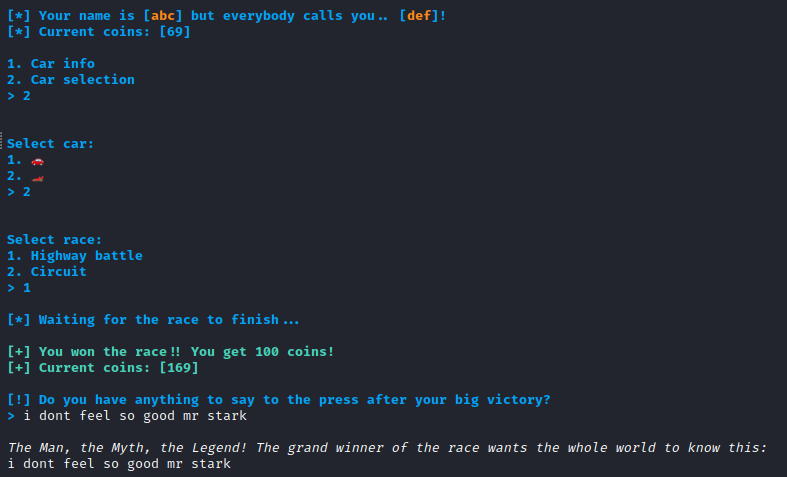 [*] Your name is [abc] but everybody calls you.. [def]!
[*] Current coins: [69]
1. Car info
2. Car selection
> 2
Select car:
1. 🚗
2. 🏎
> 2
Select race:
1. Highway battle
2. Circuit
> 1
[*] Waiting for the race to finish...
[+] You won the race!! You get 100 coins!
[+] Current coins: [169]
[!] Do you have anything to say to the press after your big victory?
> i dont feel so good mr stark
The Man, the Myth, the Legend! The grand winner of the race wants the whole world to know this:
i dont feel so good mr stark